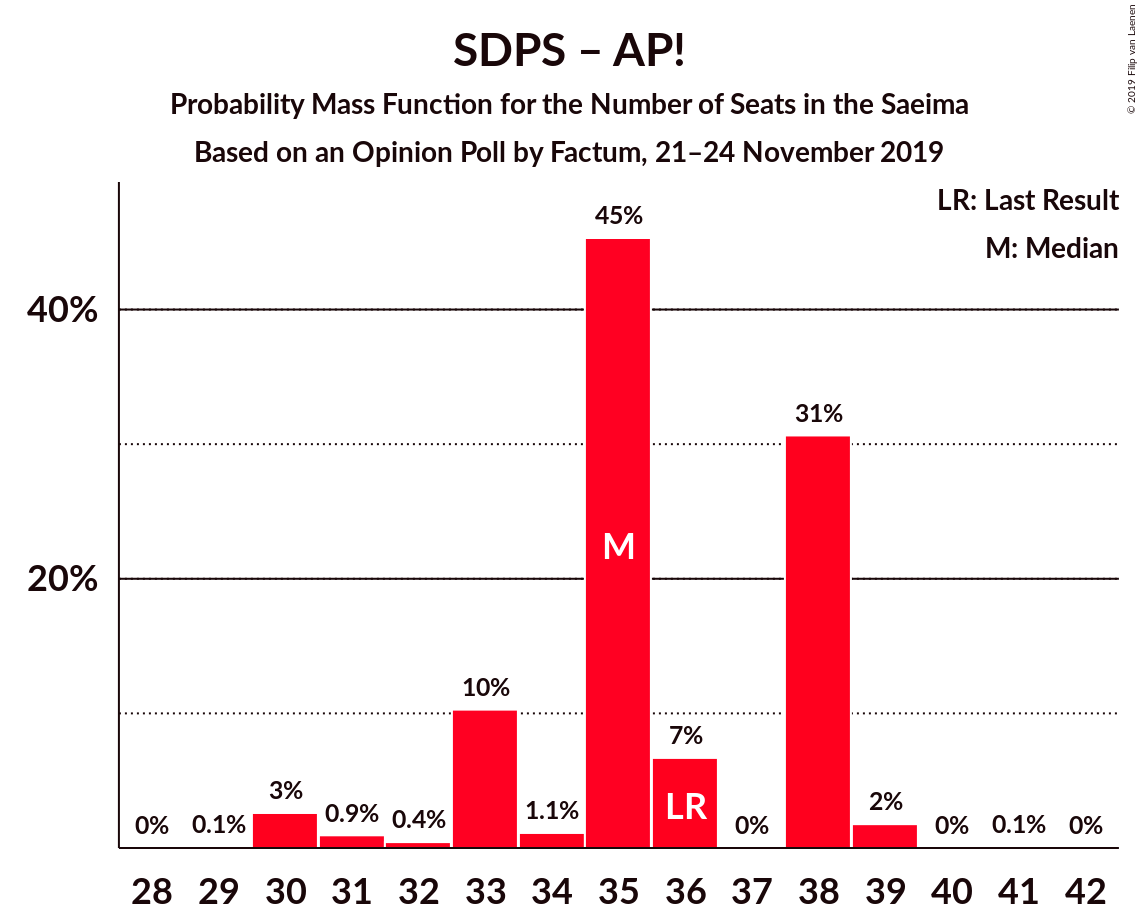 SDPS – AP!
Probability Mass Function for the Number of Seats in the Saeima
Based on an Opinion Poll by Factum, 21–24 November 2019
© 2019 Filip van Laenen
LR: Last Result
M: Median
40%
20%
0% 0.1% 3% 0.9% 0.4% 10% 1.1% 45% 7% 0% 31% 2% 0% 0.1% 0%
M
LR
28 29 30 31 32 33 34 35 36 37 38 39 40 41 42